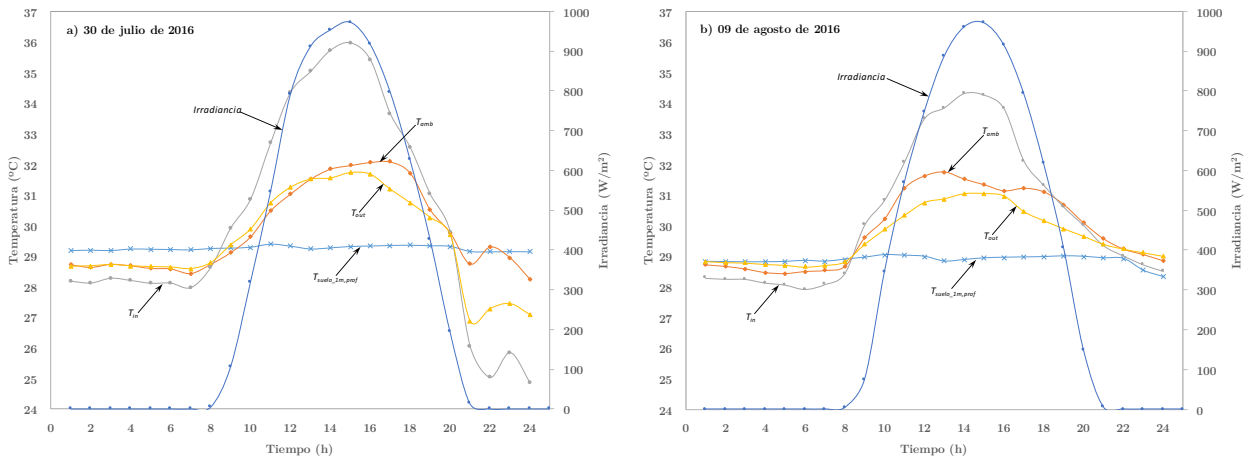 a) 30 de julio de 2016
37
36
35
34
33
32
31
30
29
28
27
26
25
24
Temperatura (ºC)
1000
900
800
700
600
500
400
300
200
100
0
Irradiancia (W/m²)
0 2 4 6 8 10 12 14 16 18 20 22 24
Tiempo (h)
Irradiancia
T_amb
T_out
T_suelo_1m,prof
T_in
b) 09 de agosto de 2016
37
36
35
34
33
32
31
30
29
28
27
26
25
24
Temperatura (ºC)
1000
900
800
700
600
500
400
300
200
100
0
Irradiancia (W/m²)
0 2 4 6 8 10 12 14 16 18 20 22 24
Tiempo (h)
Irradiancia
T_amb
T_out
T_suelo_1m,prof
T_in